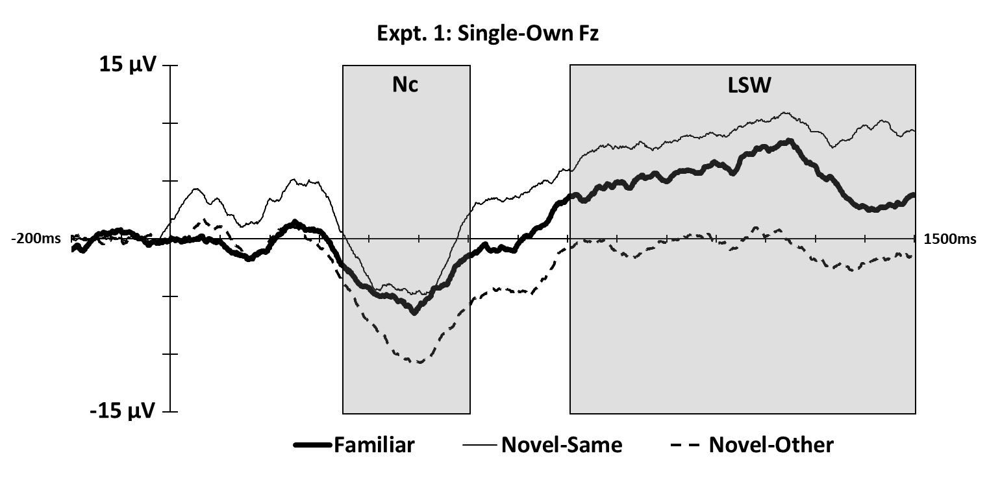 Expt. 1: Single-Own Fz
15 µV
Nc
LSW
-200ms
1500ms
-15 µV
Familiar
Novel-Same
Novel-Other